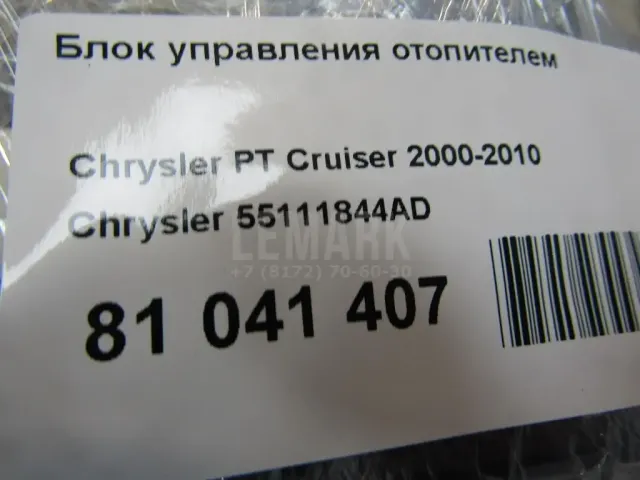 Блок управления отопителем
Chrysler PT Cruiser 2000-2010
Chrysler 55111844AD
LEMARK
+7 (8172) 70-60-30
81 041 407